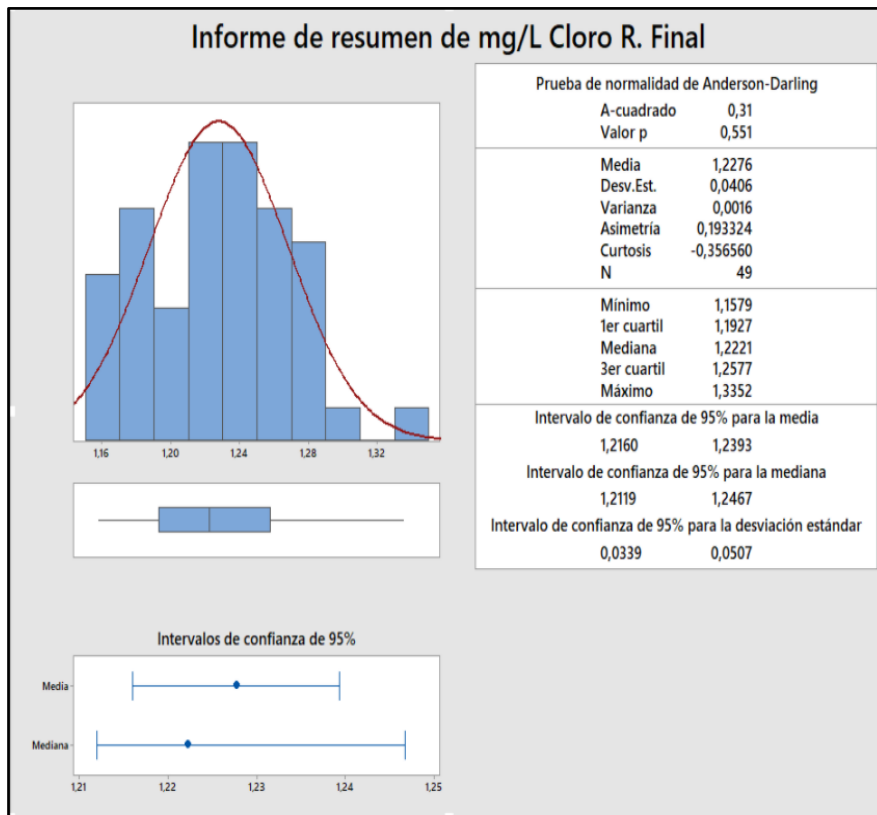 Informe de resumen de mg/L Cloro R. Final
1,16 1,20 1,24 1,28 1,32
Prueba de normalidad de Anderson-Darling
A-cuadrado 0,31
Valor p 0,551
Media 1,2276
Desv.Est. 0,0406
Varianza 0,0016
Asimetría 0,193324
Curtosis -0,356560
N 49
Mínimo 1,1579
1er cuartil 1,1927
Mediana 1,2221
3er cuartil 1,2577
Máximo 1,3352
Intervalo de confianza de 95% para la media
1,2160 1,2393
Intervalo de confianza de 95% para la mediana
1,2119 1,2467
Intervalo de confianza de 95% para la desviación estándar
0,0339 0,0507
Intervalos de confianza de 95%
Media
Mediana
1,21 1,22 1,23 1,24 1,25